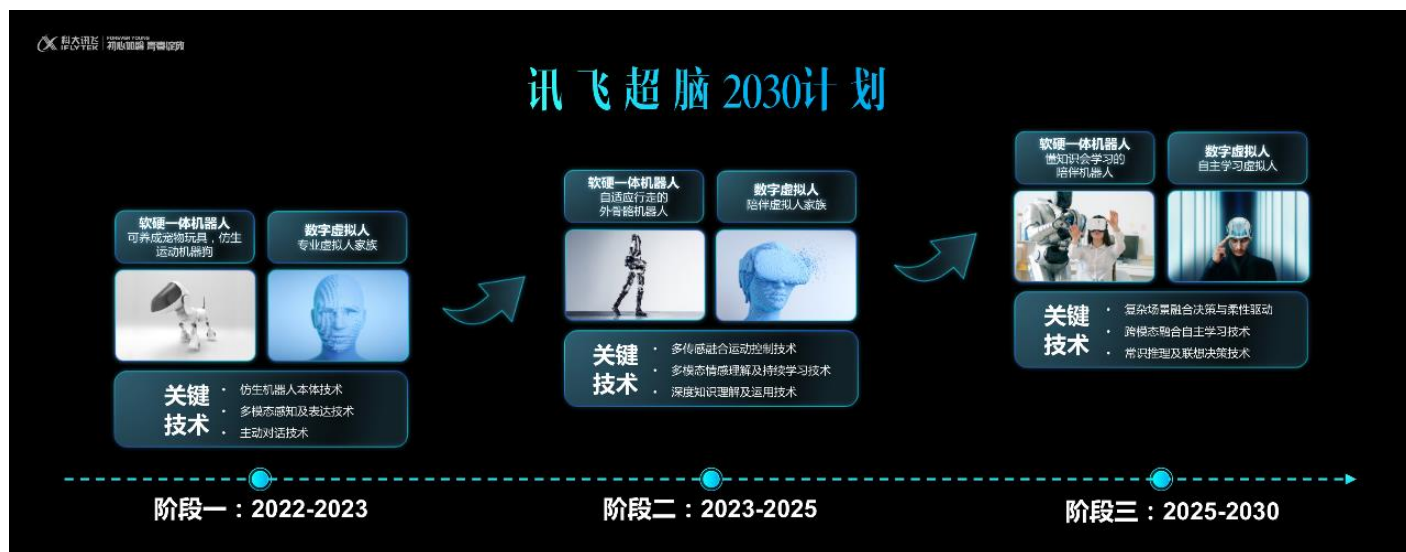 科大讯飞
iFLYTEK
FOREVER YOUNG
讯飞超脑2030计划
软硬一体机器人
可养成宠物玩具,仿生
运动机器狗
数字虚拟人
专业虚拟人家族
关键
技术
· 仿生机器人本体技术
· 多模态感知及表达技术
· 主动对话技术
阶段一:2022-2023
软硬一体机器人
自适应行走的
外骨骼机器人
数字虚拟人
陪伴虚拟人家族
关键
技术
· 多传感融合运动控制技术
· 多模态情感理解及持续学习技术
· 深度知识理解及运用技术
阶段二:2023-2025
软硬一体机器人
懂知识会学习的
陪伴机器人
数字虚拟人
自主学习虚拟人
关键
技术
· 复杂场景融合决策与柔性驱动
· 跨模态融合自主学习技术
· 常识推理及联想决策技术
阶段三:2025-2030